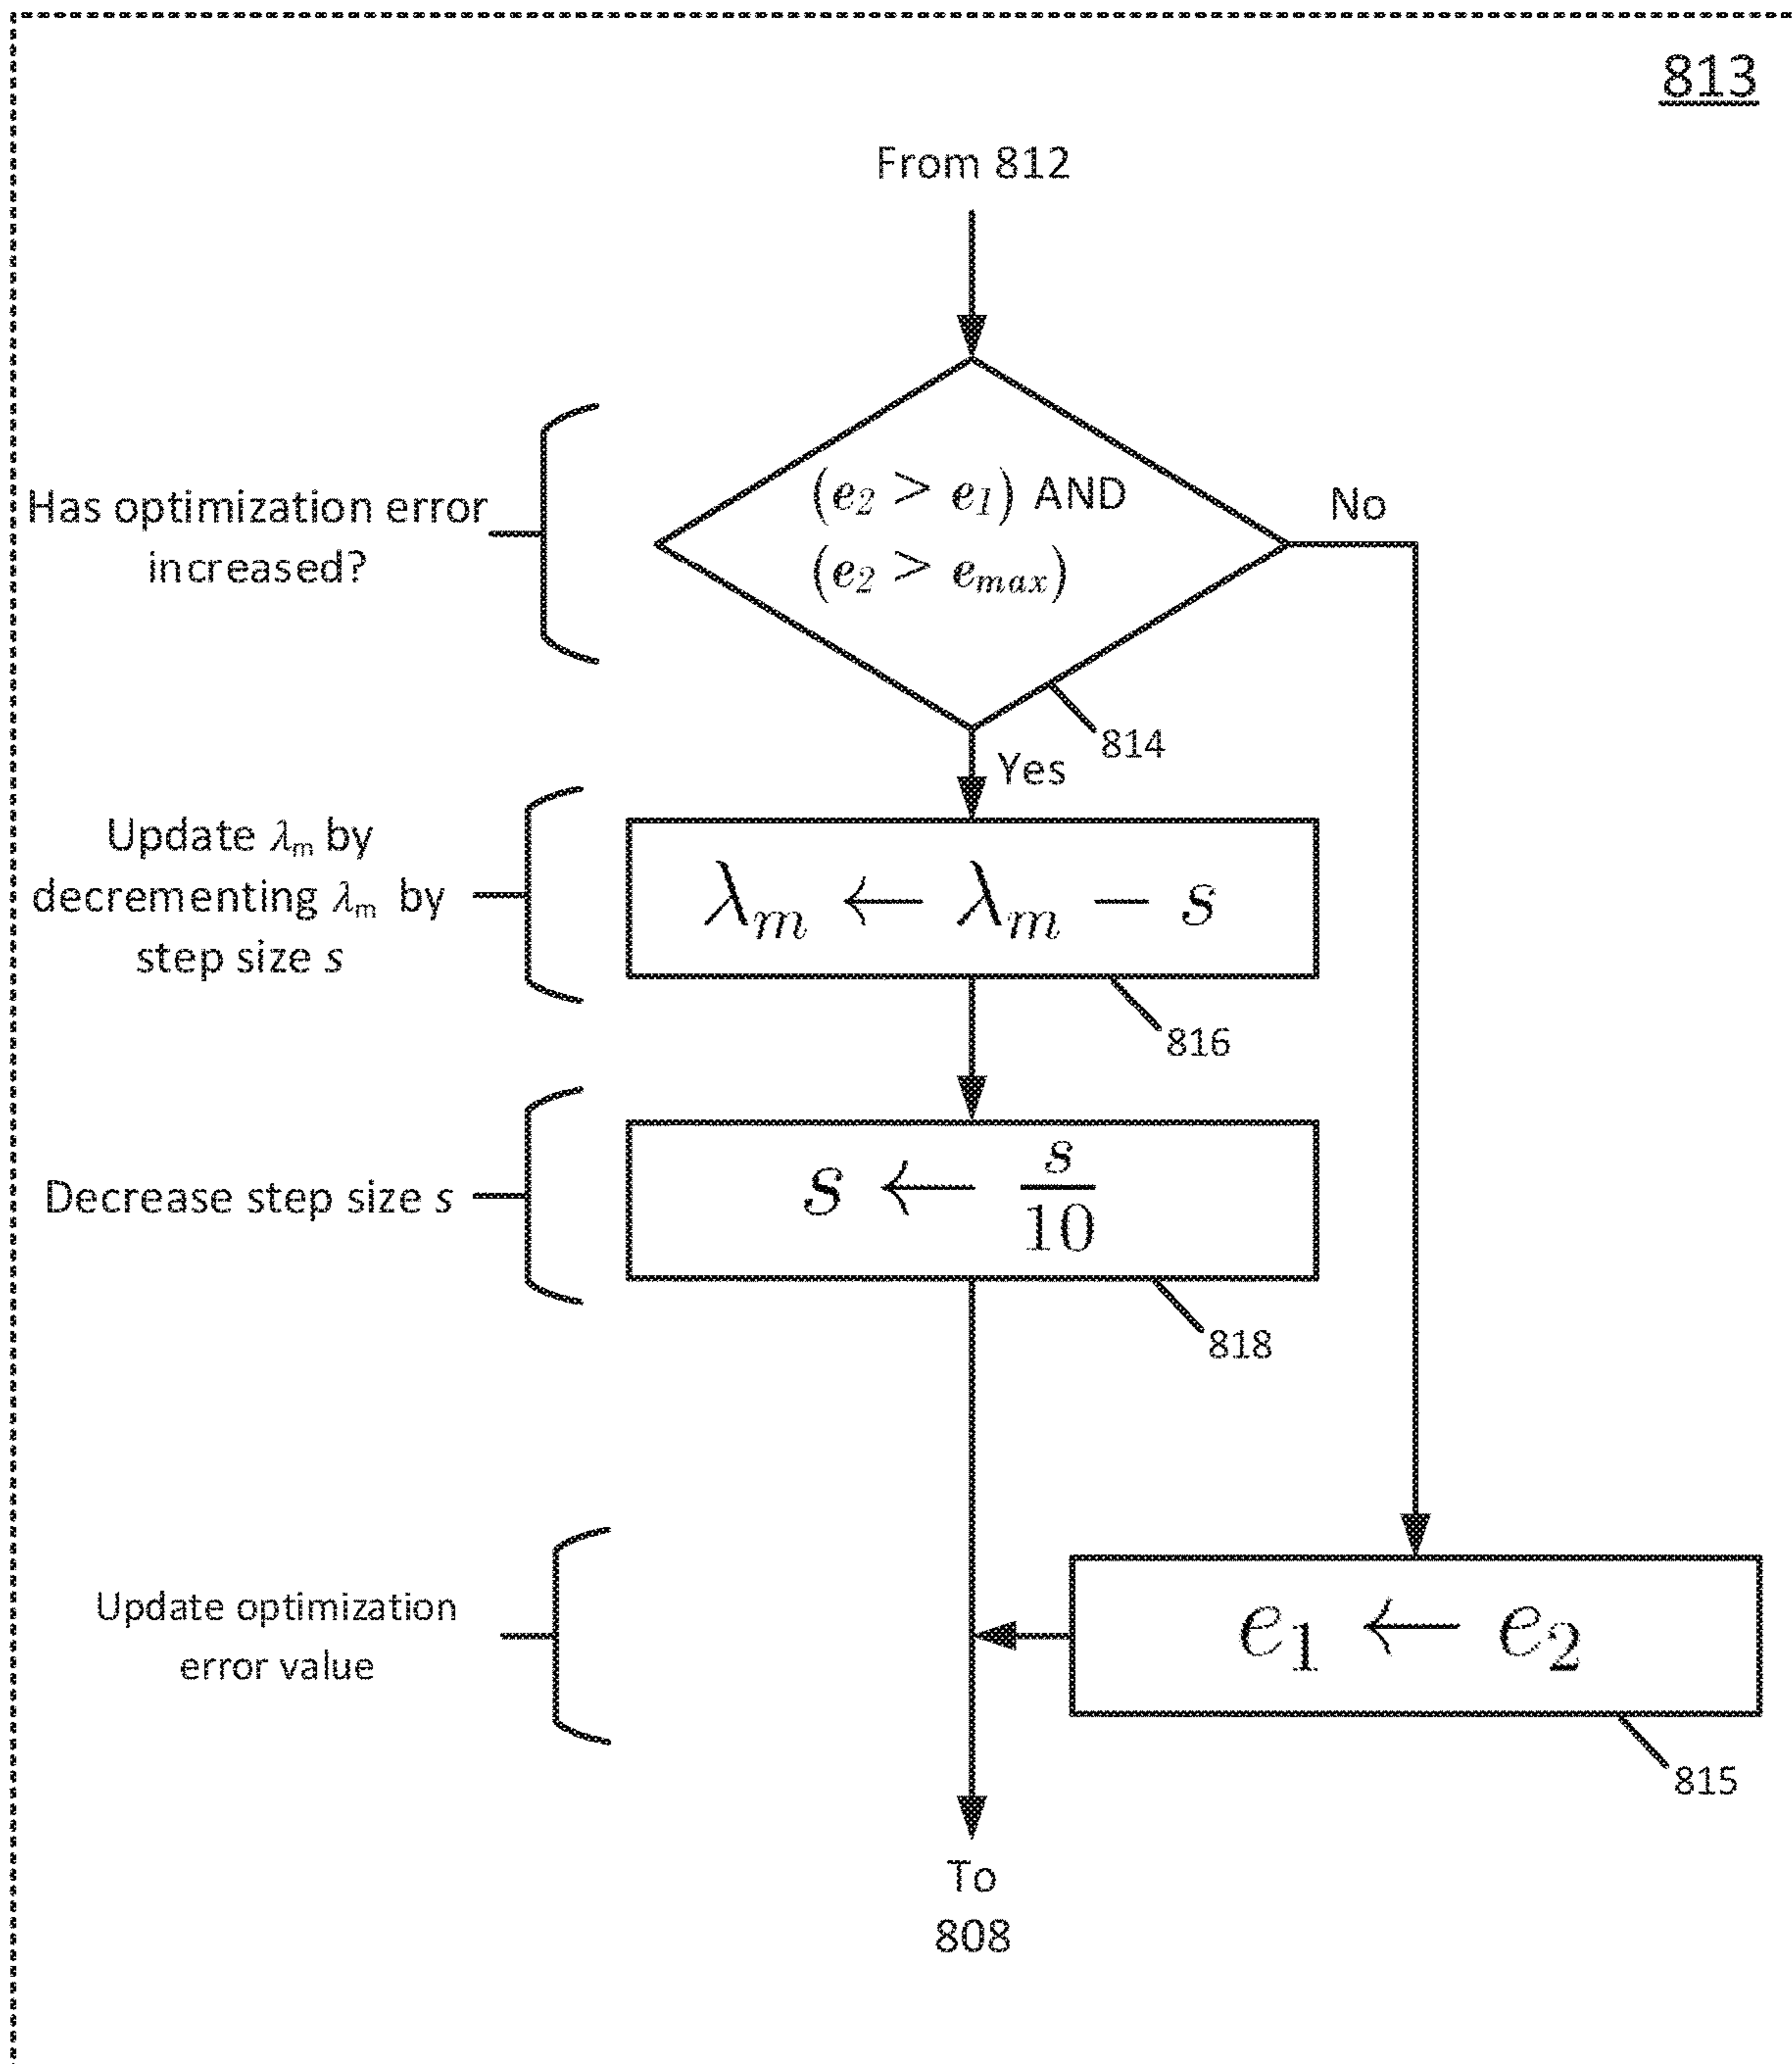 813
From 812
Has optimization error
increased?
(e₂ > e₁) AND
(e₂ > eₘₐₓ)
No
814
Yes
Update λₘ by
decrementing λₘ by
step size s
λₘ ← λₘ − s
816
Decrease step size s
s ← s/10
818
Update optimization
error value
e₁ ← e₂
815
To
808